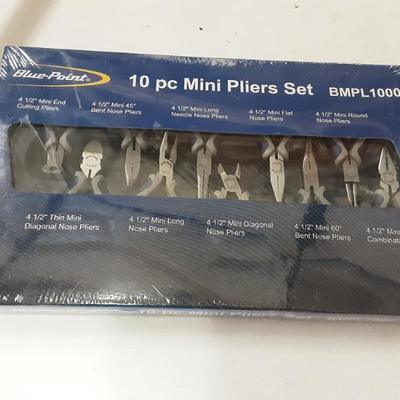 Blue-Point®
10 pc Mini Pliers Set BMPL1000
4 1/2" Mini End
Cutting Pliers
4 1/2" Mini 45°
Bent Nose Pliers
4 1/2" Mini Long
Needle Nose Pliers
4 1/2" Mini Flat
Nose Pliers
4 1/2" Mini Round
Nose Pliers
4 1/2" Thin Mini
Diagonal Nose Pliers
4 1/2" Mini Long
Nose Pliers
4 1/2" Mini Diagonal
Nose Pliers
4 1/2" Mini 60°
Bent Nose Pliers
4 1/2" Mini
Combinati
10 pc Mini Pliers Set